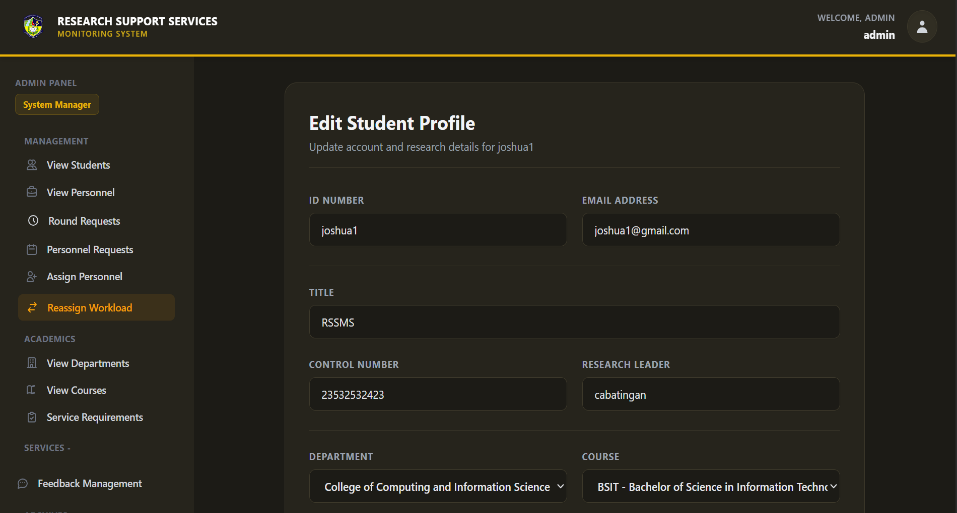 RESEARCH SUPPORT SERVICES
MONITORING SYSTEM
WELCOME, ADMIN
admin
ADMIN PANEL
System Manager
MANAGEMENT
View Students
View Personnel
Round Requests
Personnel Requests
Assign Personnel
Reassign Workload
ACADEMICS
View Departments
View Courses
Service Requirements
SERVICES -
Feedback Management
Edit Student Profile
Update account and research details for joshua1
ID NUMBER
joshua1
EMAIL ADDRESS
joshua1@gmail.com
TITLE
RSSMS
CONTROL NUMBER
23532532423
RESEARCH LEADER
cabatingan
DEPARTMENT
College of Computing and Information Science
COURSE
BSIT - Bachelor of Science in Information Techno